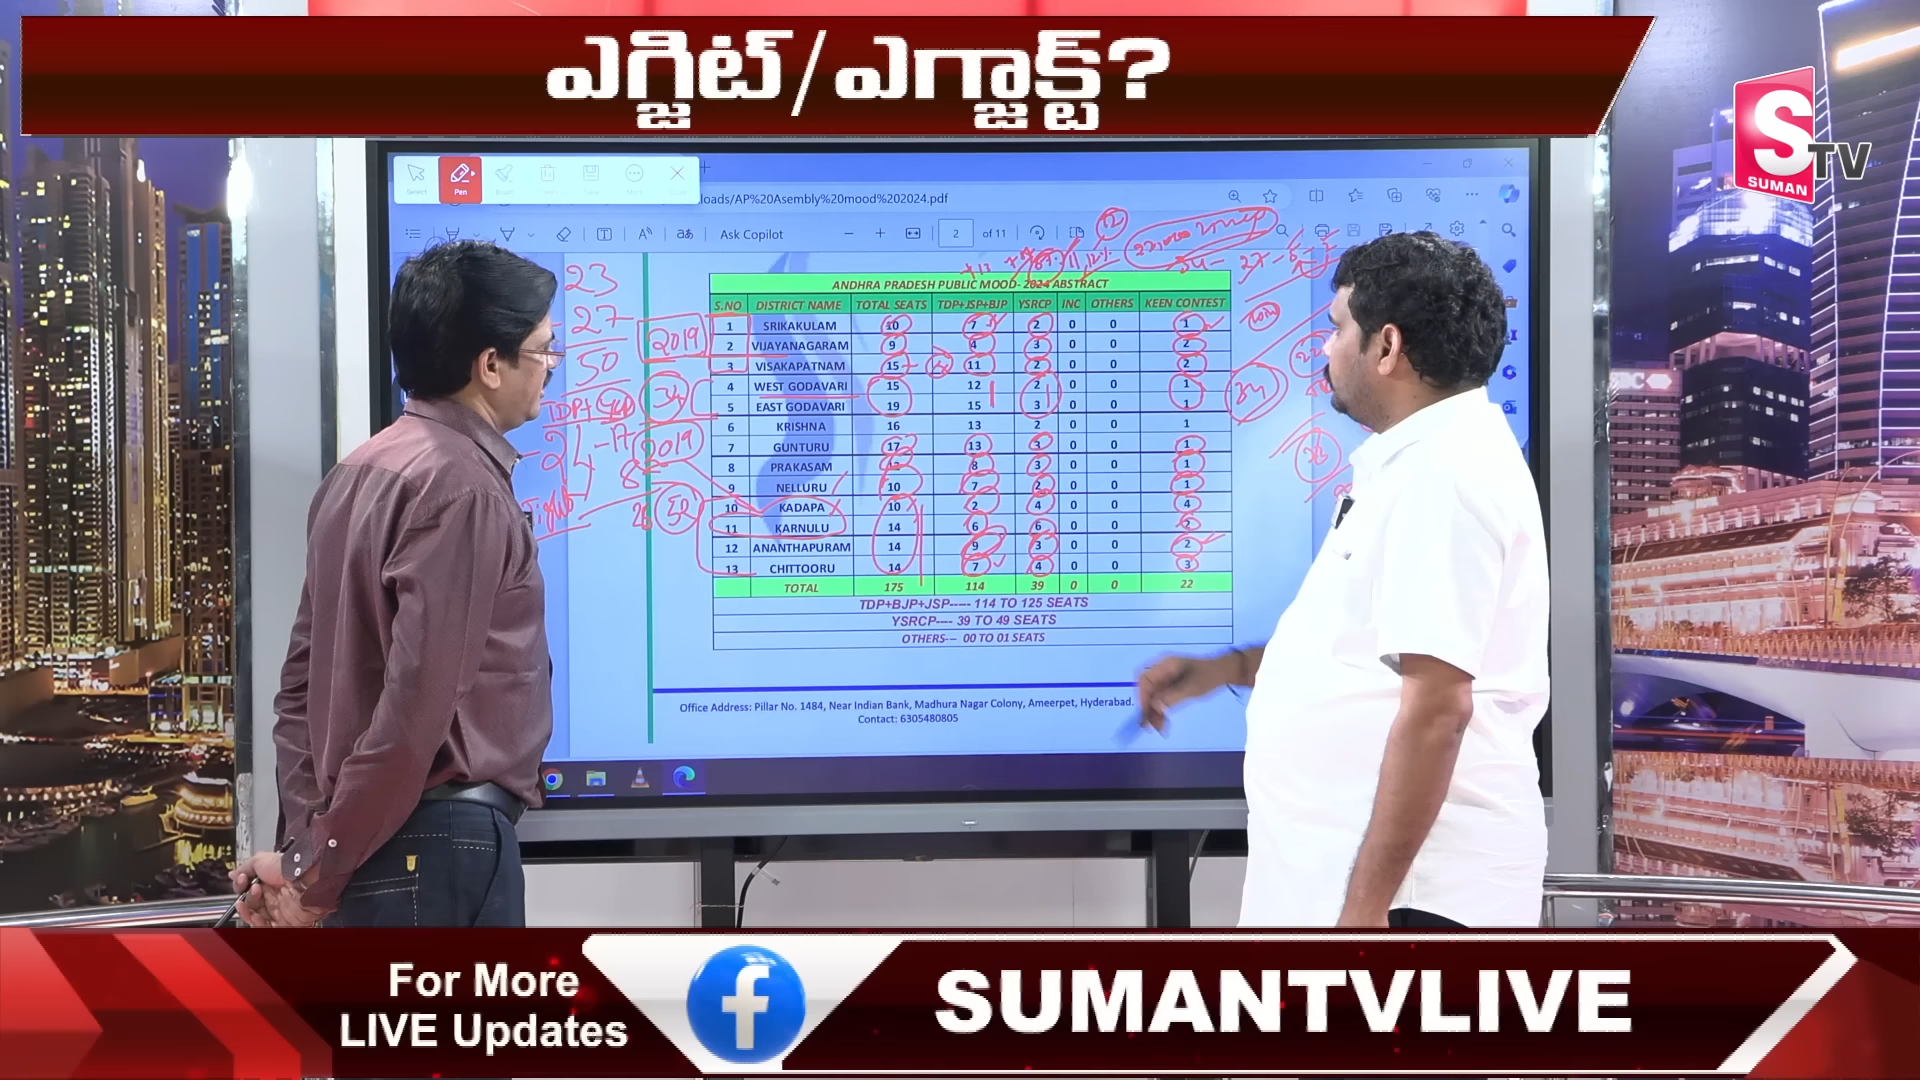 ఎగ్జిట్/ఎగ్జాక్ట్?
S
SUMAN TV
Select
Pen
loads/AP%20Asembly%20mood%202024.pdf
Ask Copilot
2 of 11
ANDHRA PRADESH PUBLIC MOOD- 2024 ABSTRACT
S.NO DISTRICT NAME TOTAL SEATS TDP+JSP+BJP YSRCP INC OTHERS KEEN CONTEST
1 SRIKAKULAM 10 7 2 0 0 1
2 VIJAYANAGARAM 9 4 3 0 0 2
3 VISAKAPATNAM 15 11 2 0 0 2
4 WEST GODAVARI 15 12 2 0 0 1
5 EAST GODAVARI 19 15 3 0 0 1
6 KRISHNA 16 13 2 0 0 1
7 GUNTURU 17 13 3 0 0 1
8 PRAKASAM 12 8 3 0 0 1
9 NELLURU 10 7 2 0 0 1
10 KADAPA 10 2 4 0 0 4
11 KARNULU 14 6 6 0 0 2
12 ANANTHAPURAM 14 9 3 0 0 2
13 CHITTOORU 14 7 4 0 0 3
TOTAL 175 114 39 0 0 22
TDP+BJP+JSP----- 114 TO 125 SEATS
YSRCP---- 39 TO 49 SEATS
OTHERS--- 00 TO 01 SEATS
Office Address: Pillar No. 1484, Near Indian Bank, Madhura Nagar Colony, Ameerpet, Hyderabad.
Contact: 6305480805
23
27
50
2019
34
2019
For More
LIVE Updates
f
SUMANTVLIVE